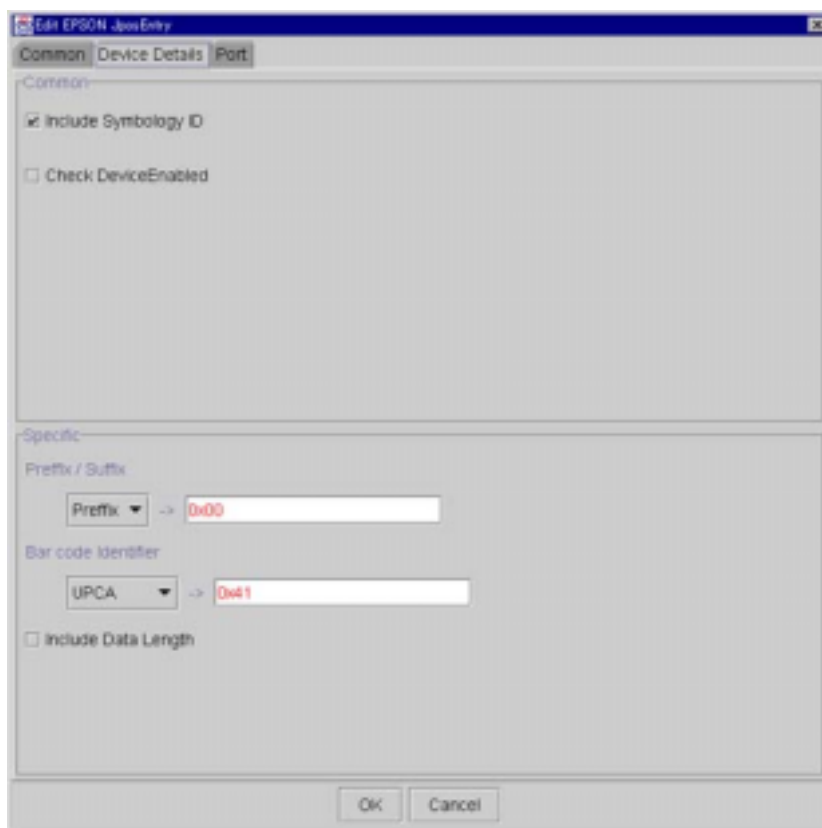 Edit EPSON JposEntry
Common Device Details Port
Common
Include Symbology ID
Check DeviceEnabled
Specific
Preffix / Suffix
Preffix -> 0x00
Bar code Identifier
UPCA -> 0x41
Include Data Length
OK Cancel